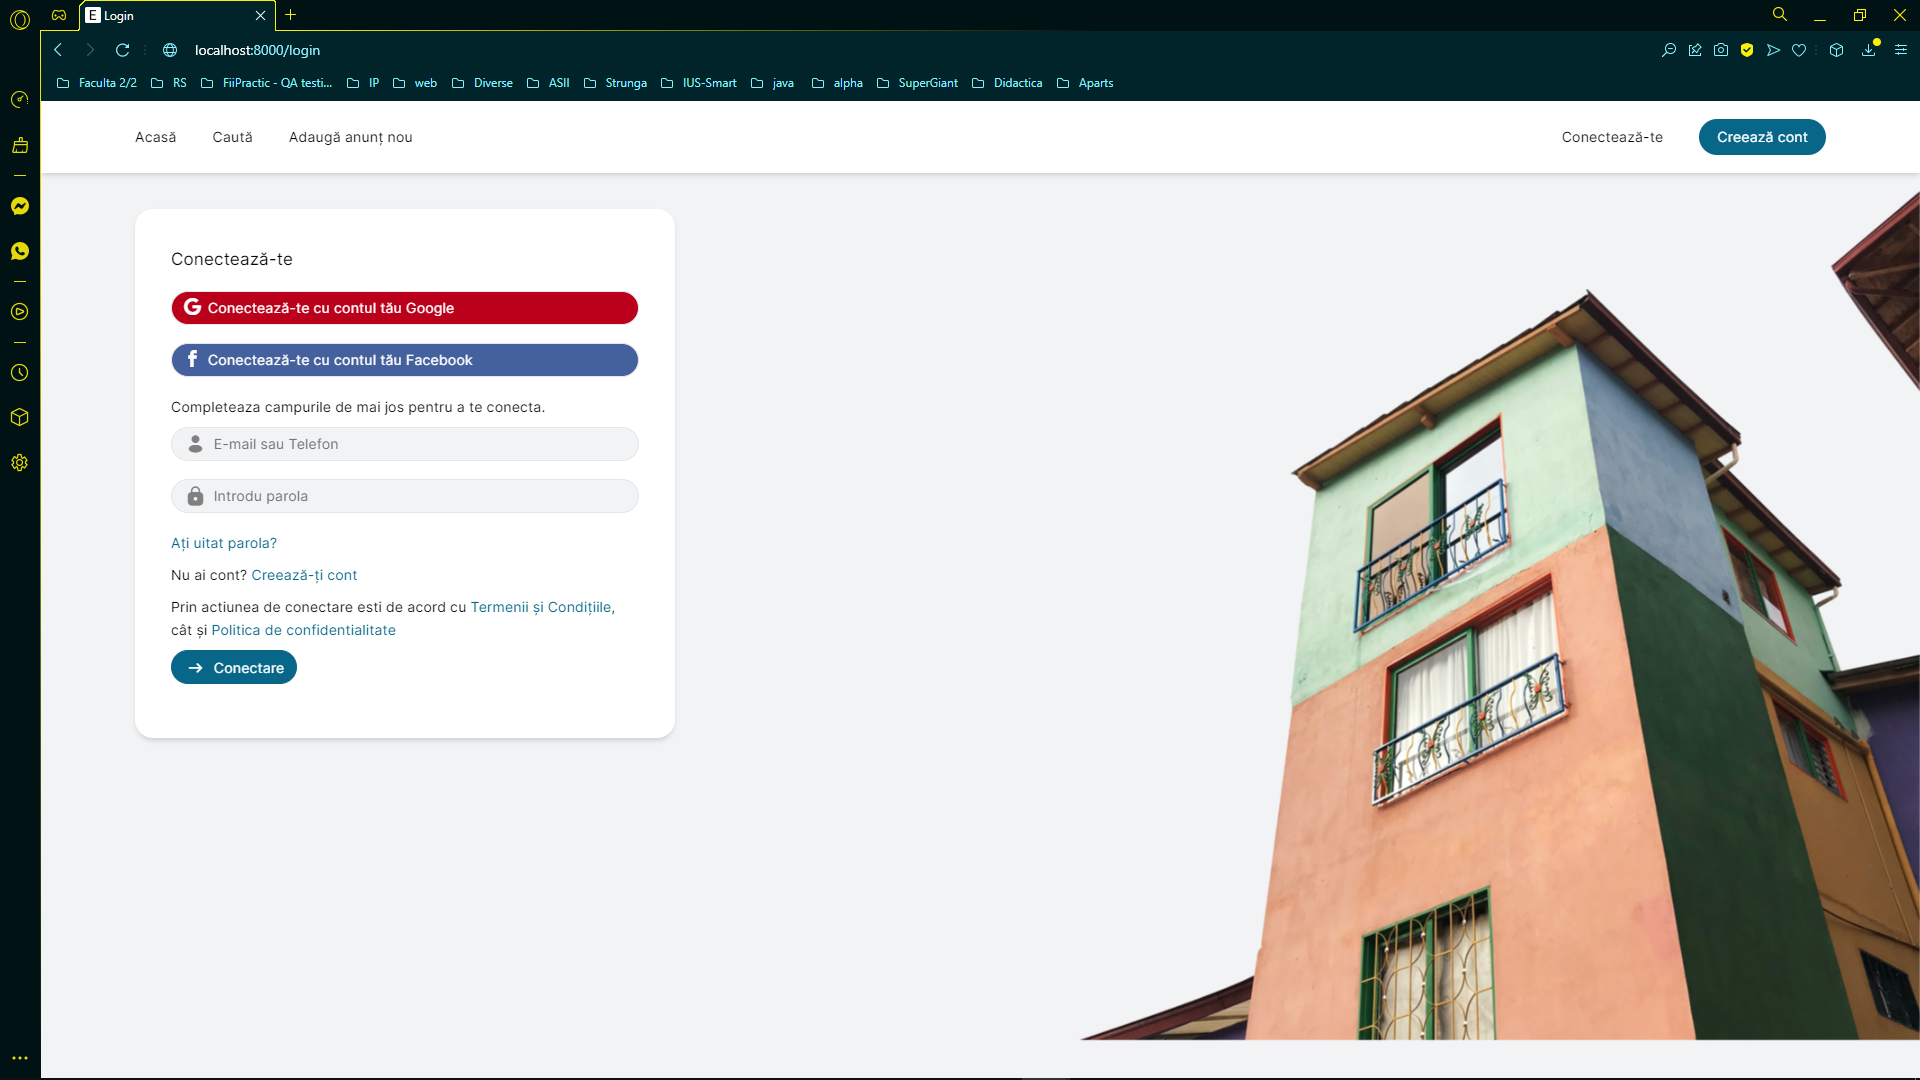 E Login
localhost:8000/login
Faculta 2/2 RS FiiPractic - QA testi... IP web Diverse ASII Strunga IUS-Smart java alpha SuperGiant Didactica Aparts
Acasă Caută Adaugă anunț nou Conectează-te Creează cont
Conectează-te
G Conectează-te cu contul tău Google
f Conectează-te cu contul tău Facebook
Completeaza campurile de mai jos pentru a te conecta.
E-mail sau Telefon
Introdu parola
Ați uitat parola?
Nu ai cont? Creează-ți cont
Prin actiunea de conectare esti de acord cu Termenii și Condițiile,
cât și Politica de confidentialitate
Conectare